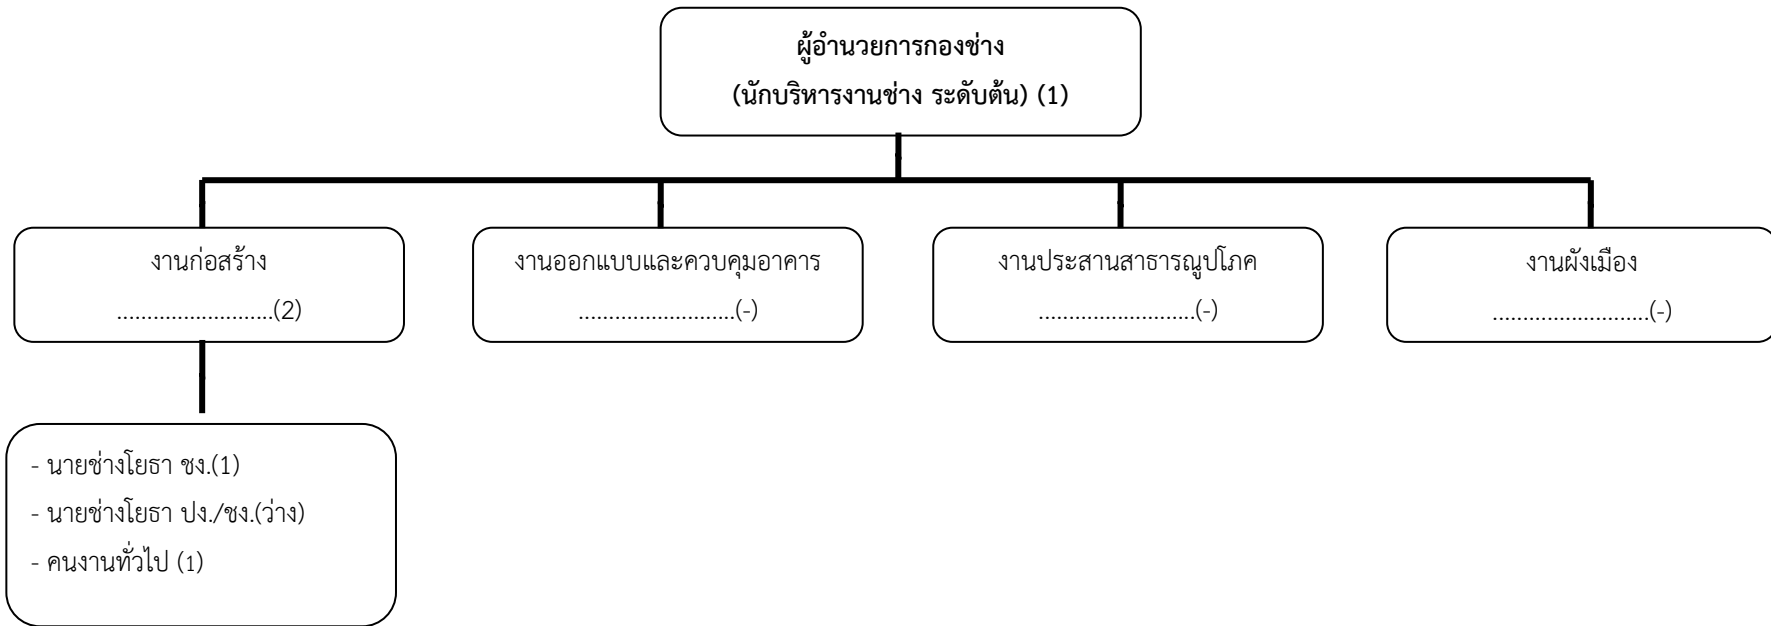 ผู้อำนวยการกองช่าง
(นักบริหารงานช่าง ระดับต้น) (1)
งานก่อสร้าง
..........................(2)
งานออกแบบและควบคุมอาคาร
..........................(-)
งานประสานสาธารณูปโภค
..........................(-)
งานผังเมือง
..........................(-)
- นายช่างโยธา ชง.(1)
- นายช่างโยธา ปง./ชง.(ว่าง)
- คนงานทั่วไป (1)